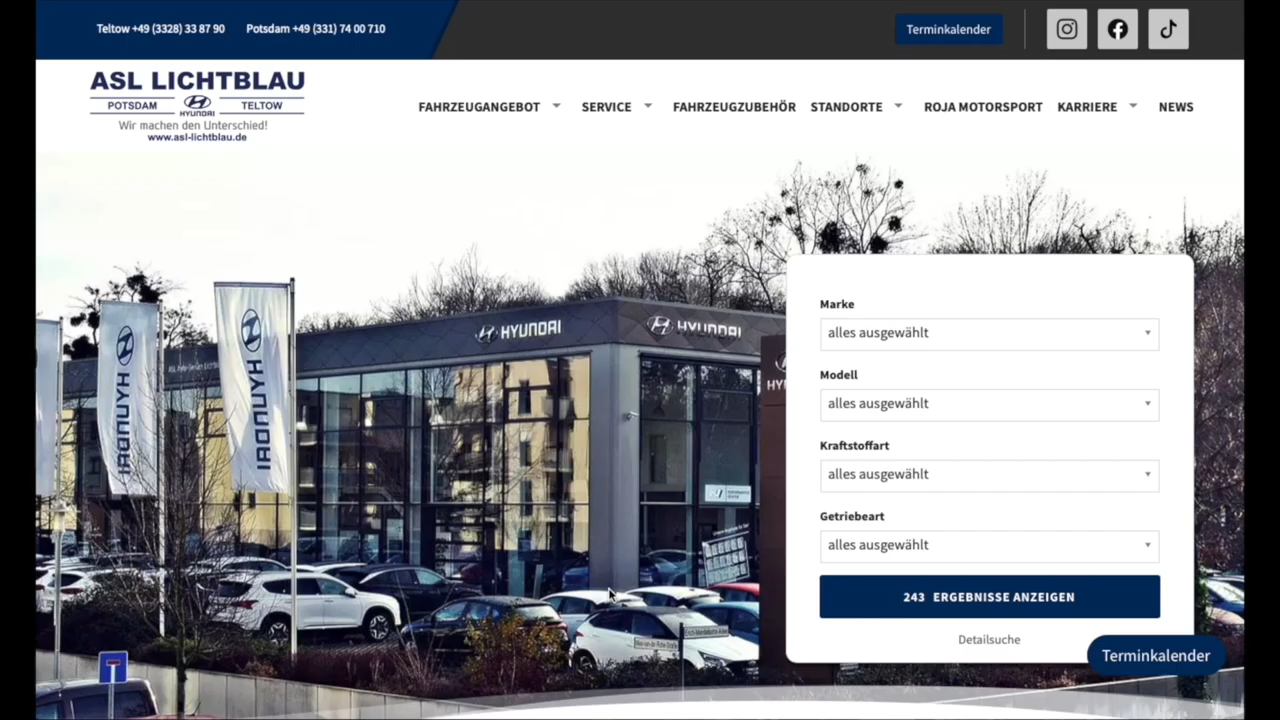 Teltow +49 (3328) 33 87 90 Potsdam +49 (331) 74 00 710
Terminkalender
ASL LICHTBLAU
POTSDAM HYUNDAI TELTOW
Wir machen den Unterschied!
www.asl-lichtblau.de
FAHRZEUGANGEBOT SERVICE FAHRZEUGZUBEHÖR STANDORTE ROJA MOTORSPORT KARRIERE NEWS
HYUNDAI HYUNDAI
HYUNDAI
HYUNDAI
Marke
alles ausgewählt
Modell
alles ausgewählt
Kraftstoffart
alles ausgewählt
Getriebeart
alles ausgewählt
243 ERGEBNISSE ANZEIGEN
Detailsuche
Terminkalender